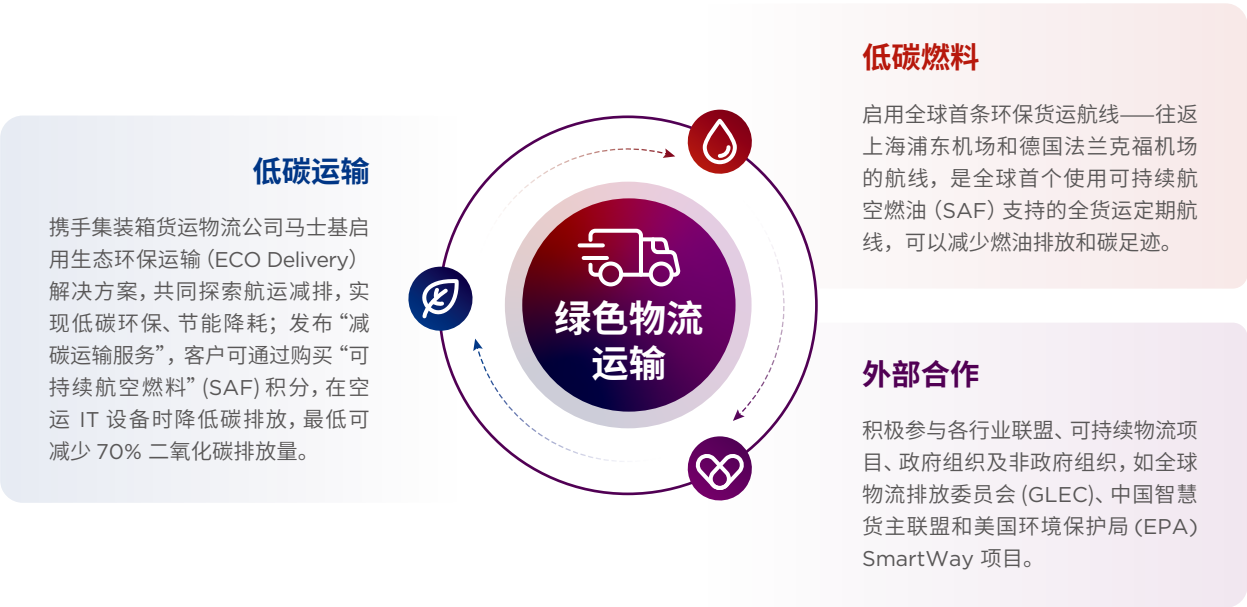 低碳运输
携手集装箱货运物流公司马士基启
用生态环保运输（ECO Delivery）
解决方案，共同探索航运减排，实
现低碳环保、节能降耗；发布“减
碳运输服务”，客户可通过购买“可
持续航空燃料”(SAF) 积分，在空
运 IT 设备时降低碳排放，最低可
减少 70% 二氧化碳排放量。
绿色物流
运输
低碳燃料
启用全球首条环保货运航线——往返
上海浦东机场和德国法兰克福机场
的航线，是全球首个使用可持续航
空燃油（SAF）支持的全货运定期航
线，可以减少燃油排放和碳足迹。
外部合作
积极参与各行业联盟、可持续物流项
目、政府组织及非政府组织，如全球
物流排放委员会 (GLEC)、中国智慧
货主联盟和美国环境保护局 (EPA)
SmartWay 项目。